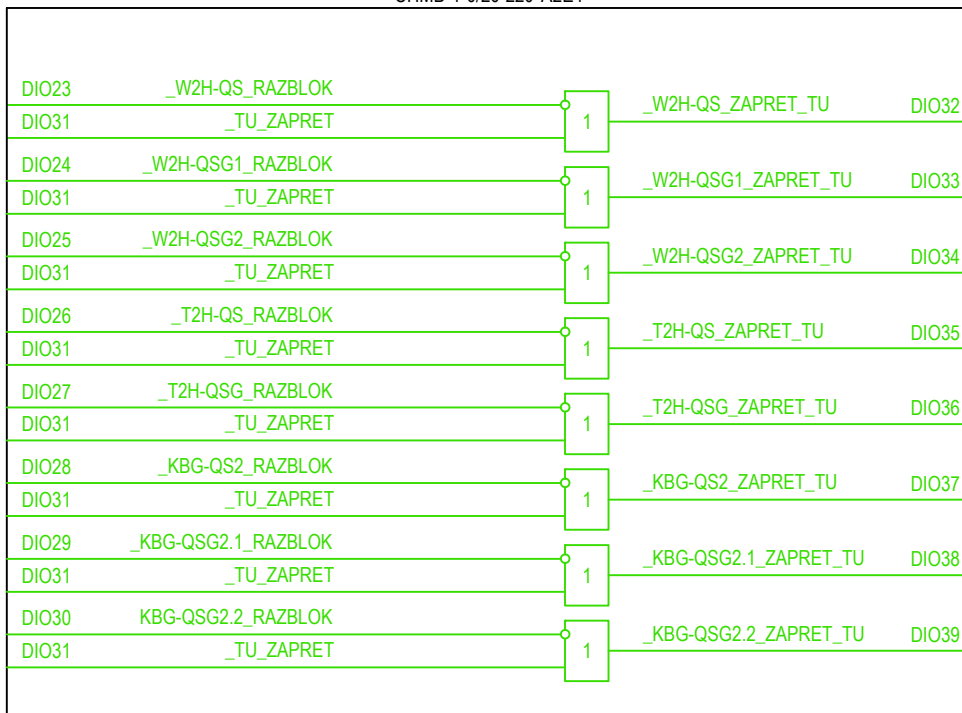 DIO23 _W2H-QS_RAZBLOK
_W2H-QS_ZAPRET_TU DIO32
DIO31 _TU_ZAPRET
1
DIO24 _W2H-QSG1_RAZBLOK
_W2H-QSG1_ZAPRET_TU DIO33
DIO31 _TU_ZAPRET
1
DIO25 _W2H-QSG2_RAZBLOK
_W2H-QSG2_ZAPRET_TU DIO34
DIO31 _TU_ZAPRET
1
DIO26 _T2H-QS_RAZBLOK
_T2H-QS_ZAPRET_TU DIO35
DIO31 _TU_ZAPRET
1
DIO27 _T2H-QSG_RAZBLOK
_T2H-QSG_ZAPRET_TU DIO36
DIO31 _TU_ZAPRET
1
DIO28 _KBG-QS2_RAZBLOK
_KBG-QS2_ZAPRET_TU DIO37
DIO31 _TU_ZAPRET
1
DIO29 _KBG-QSG2.1_RAZBLOK
_KBG-QSG2.1_ZAPRET_TU DIO38
DIO31 _TU_ZAPRET
1
DIO30 KBG-QSG2.2_RAZBLOK
_KBG-QSG2.2_ZAPRET_TU DIO39
DIO31 _TU_ZAPRET
1